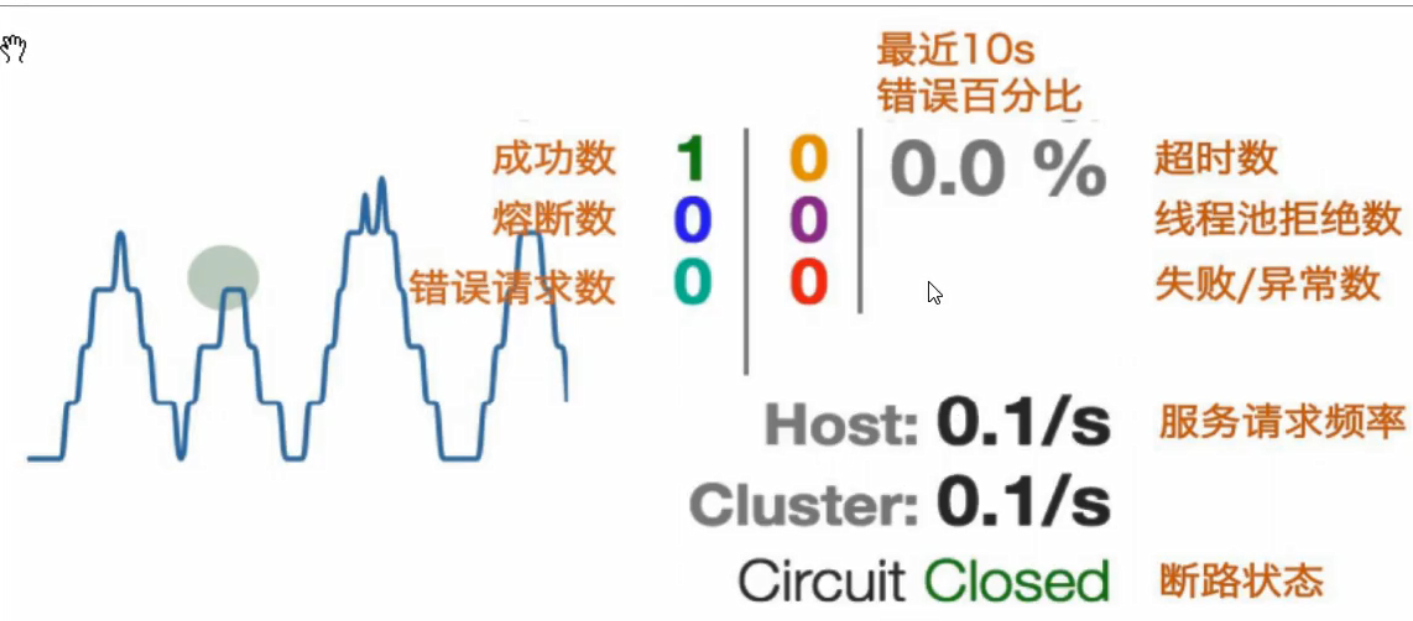 最近10s
错误百分比
成功数 1 0 0.0 % 超时数
熔断数 0 0 线程池拒绝数
错误请求数 0 0 失败/异常数
Host: 0.1/s 服务请求频率
Cluster: 0.1/s
Circuit Closed 断路状态